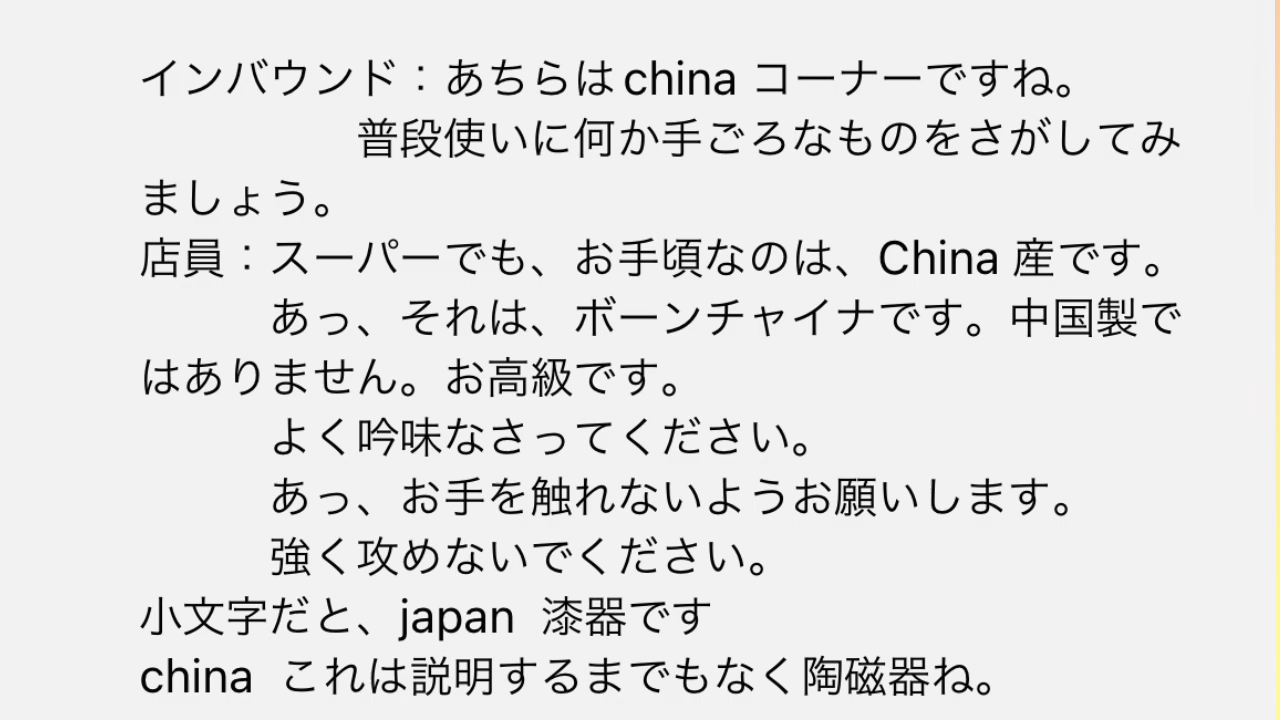 インバウンド：あちらはchina コーナーですね。
普段使いに何か手ごろなものをさがしてみ
ましょう。
店員：スーパーでも、お手頃なのは、China 産です。
あっ、それは、ボーンチャイナです。中国製で
はありません。お高級です。
よく吟味なさってください。
あっ、お手を触れないようお願いします。
強く攻めないでください。
小文字だと、japan 漆器です
china これは説明するまでもなく陶磁器ね。